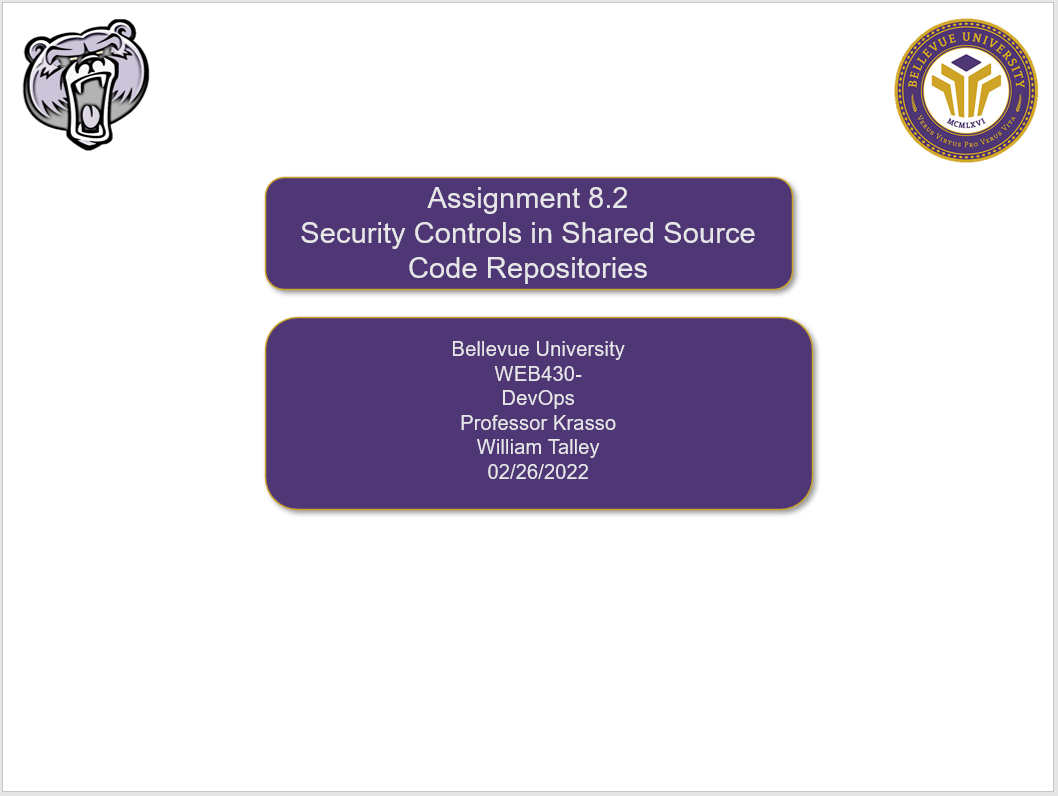 BELLEVUE UNIVERSITY
MCMLXVI
VERUS VIRTUS PRO VERUS VITA
Assignment 8.2
Security Controls in Shared Source
Code Repositories
Bellevue University
WEB430-
DevOps
Professor Krasso
William Talley
02/26/2022